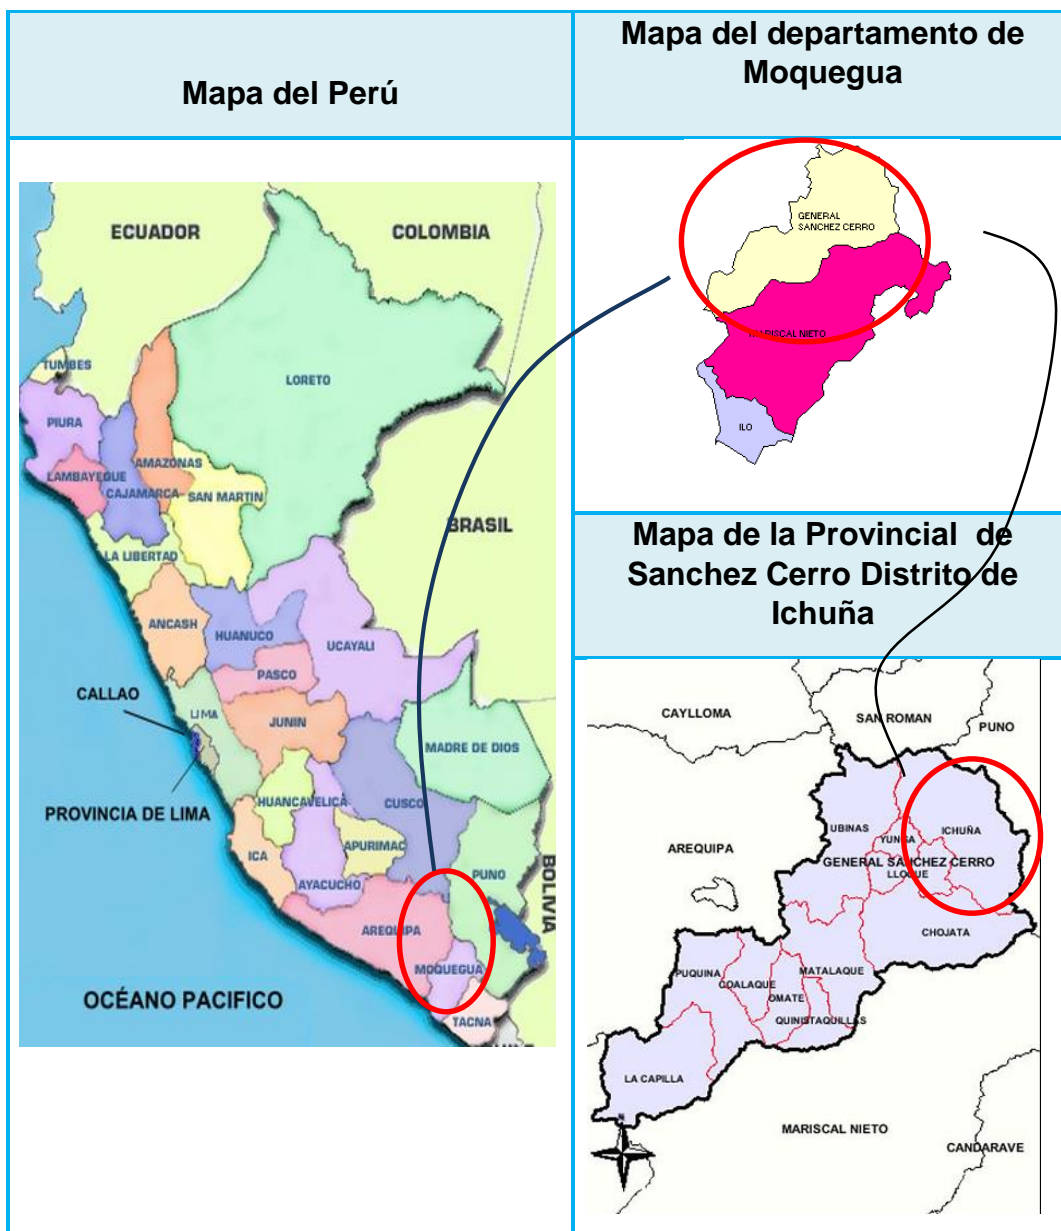 Mapa del Perú
Mapa del departamento de
Moquegua
ECUADOR
COLOMBIA
TUMBES
LORETO
PIURA
AMAZONAS
LAMBAYEQUE
CAJAMARCA
SAN MARTIN
BRASIL
LA LIBERTAD
ANCASH
HUANUCO
UCAYALI
PASCO
CALLAO
LIMA
JUNIN
MADRE DE DIOS
PROVINCIA DE LIMA
HUANCAVELICA
CUSCO
ICA
APURIMAC
AYACUCHO
PUNO
BOLIVIA
AREQUIPA
MOQUEGUA
OCÉANO PACIFICO
TACNA
GENERAL
SANCHEZ CERRO
MARISCAL NIETO
ILO
Mapa de la Provincial de
Sanchez Cerro Distrito de
Ichuña
CAYLLOMA
SAN ROMAN
PUNO
UBINAS
YUNGA
ICHUÑA
AREQUIPA
GENERAL SANCHEZ CERRO
LLOQUE
CHOJATA
PUQUINA
COALAQUE
MATALAQUE
OMATE
QUINISTAQUILLAS
LA CAPILLA
MARISCAL NIETO
CANDARAVE